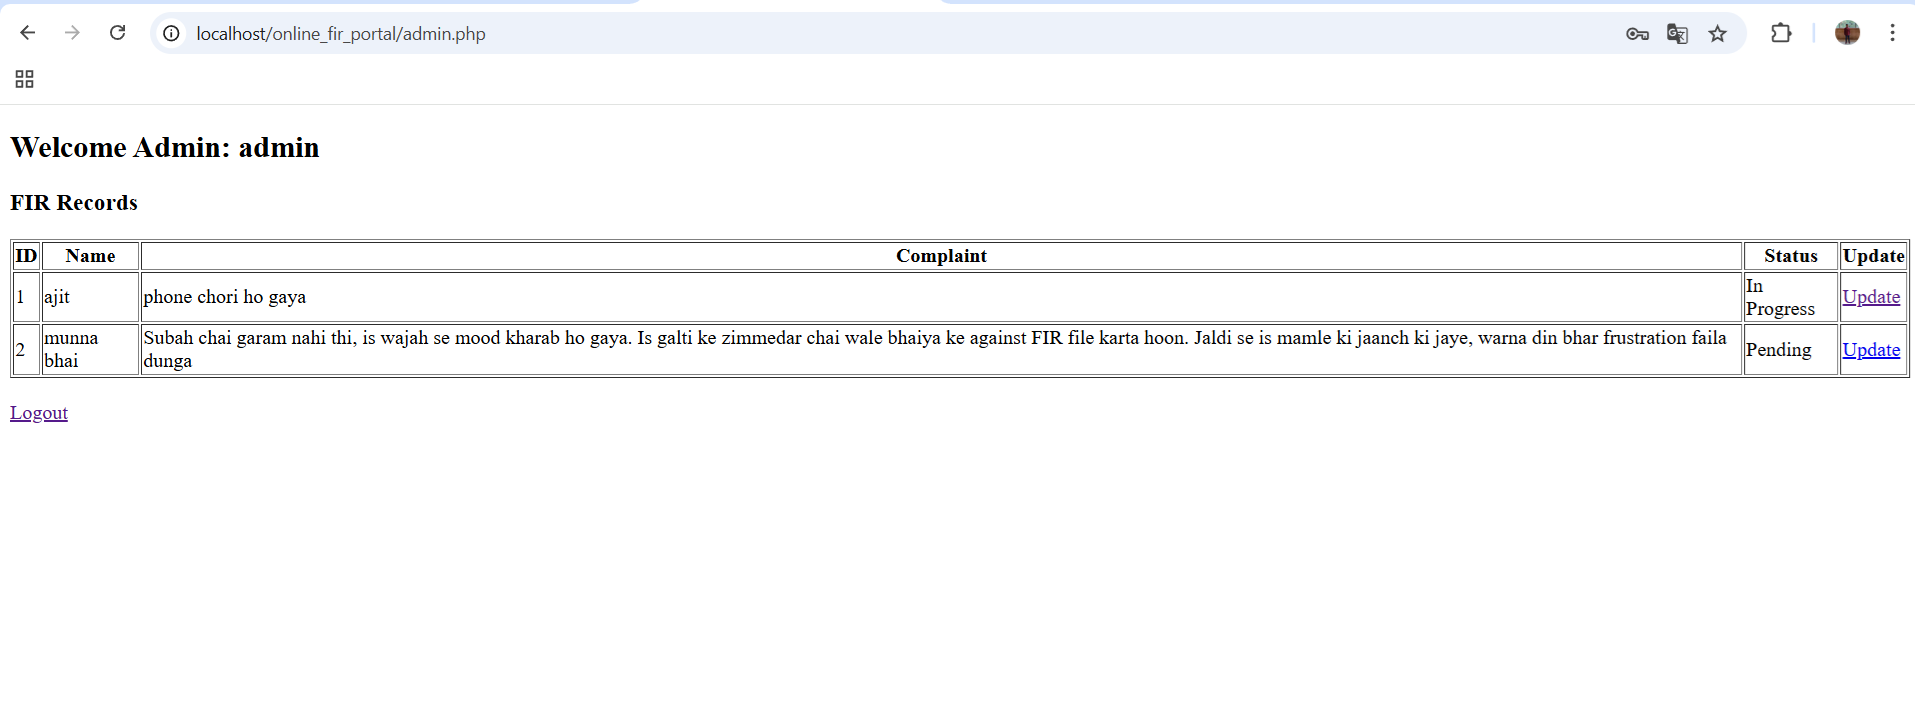 localhost/online_fir_portal/admin.php
Welcome Admin: admin
FIR Records
ID Name Complaint Status Update
1 ajit phone chori ho gaya In Progress Update
2 munna bhai Subah chai garam nahi thi, is wajah se mood kharab ho gaya. Is galti ke zimmedar chai wale bhaiya ke against FIR file karta hoon. Jaldi se is mamle ki jaanch ki jaye, warna din bhar frustration faila dunga Pending Update
Logout